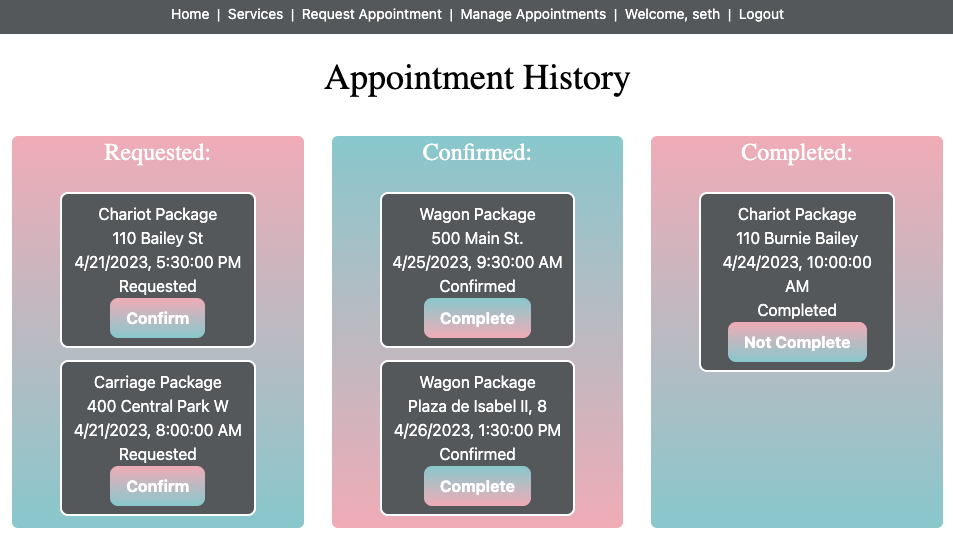 Home | Services | Request Appointment | Manage Appointments | Welcome, seth | Logout
Appointment History
Requested:
Chariot Package
110 Bailey St
4/21/2023, 5:30:00 PM
Requested
Confirm
Carriage Package
400 Central Park W
4/21/2023, 8:00:00 AM
Requested
Confirm
Confirmed:
Wagon Package
500 Main St.
4/25/2023, 9:30:00 AM
Confirmed
Complete
Wagon Package
Plaza de Isabel II, 8
4/26/2023, 1:30:00 PM
Confirmed
Complete
Completed:
Chariot Package
110 Burnie Bailey
4/24/2023, 10:00:00
AM
Completed
Not Complete